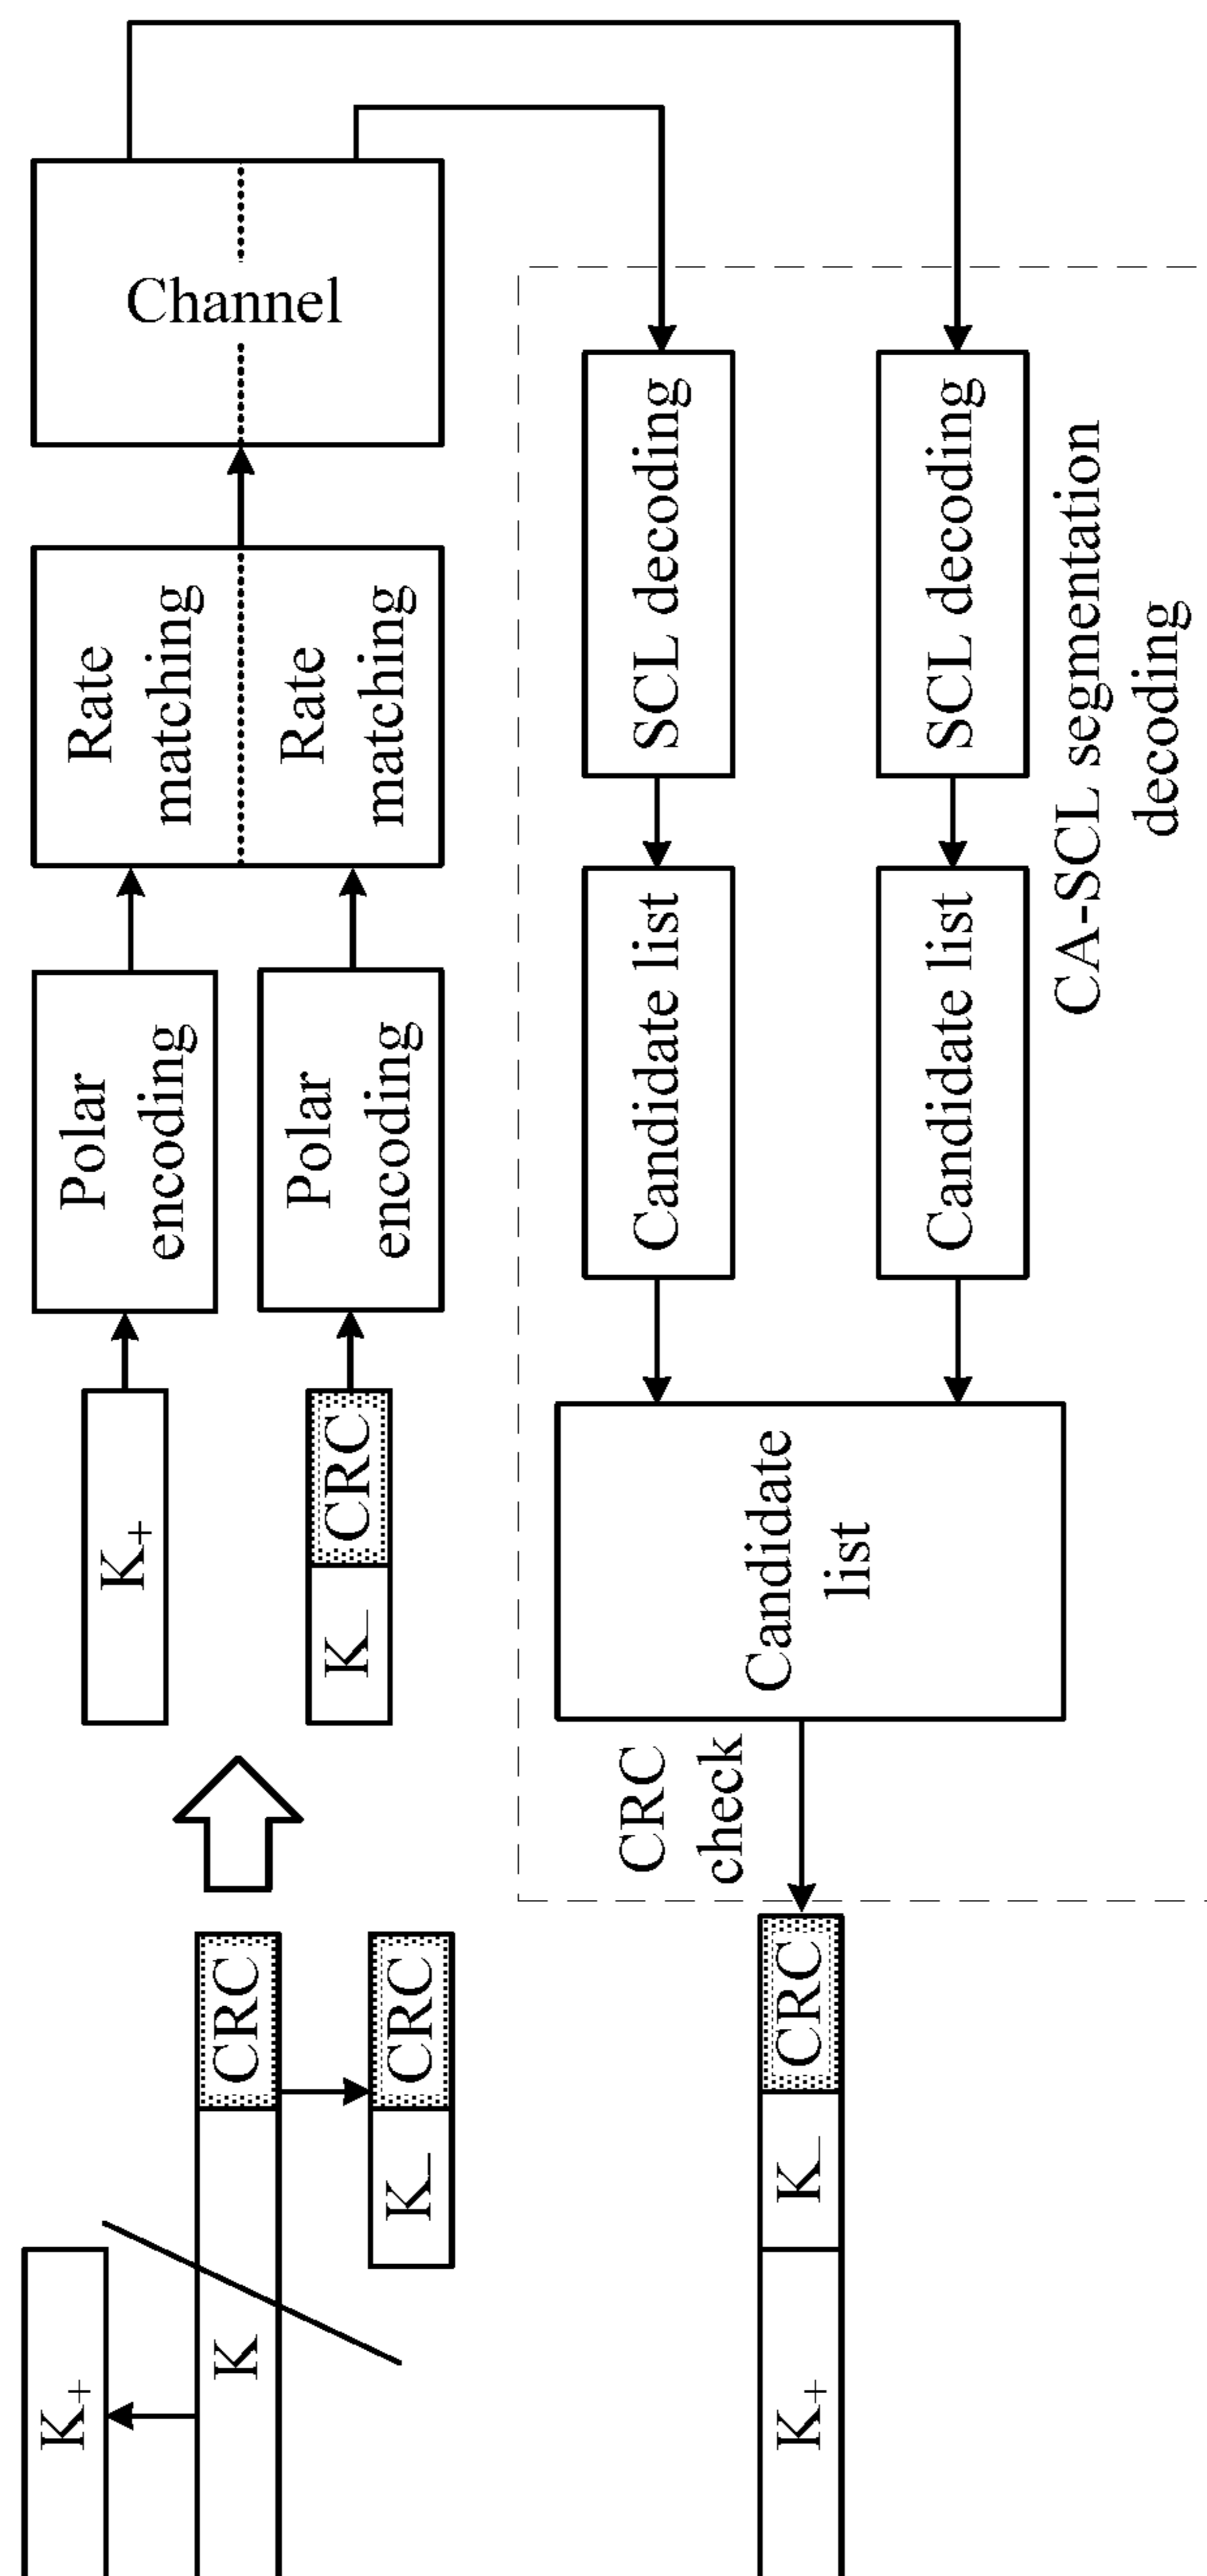 K+
K
CRC
K–
CRC
K+
K–
CRC
Polar
encoding
Polar
encoding
Rate
matching
Rate
matching
Channel
K+
K–
CRC
CRC
check
Candidate
list
Candidate list
SCL decoding
Candidate list
SCL decoding
CA-SCL segmentation
decoding